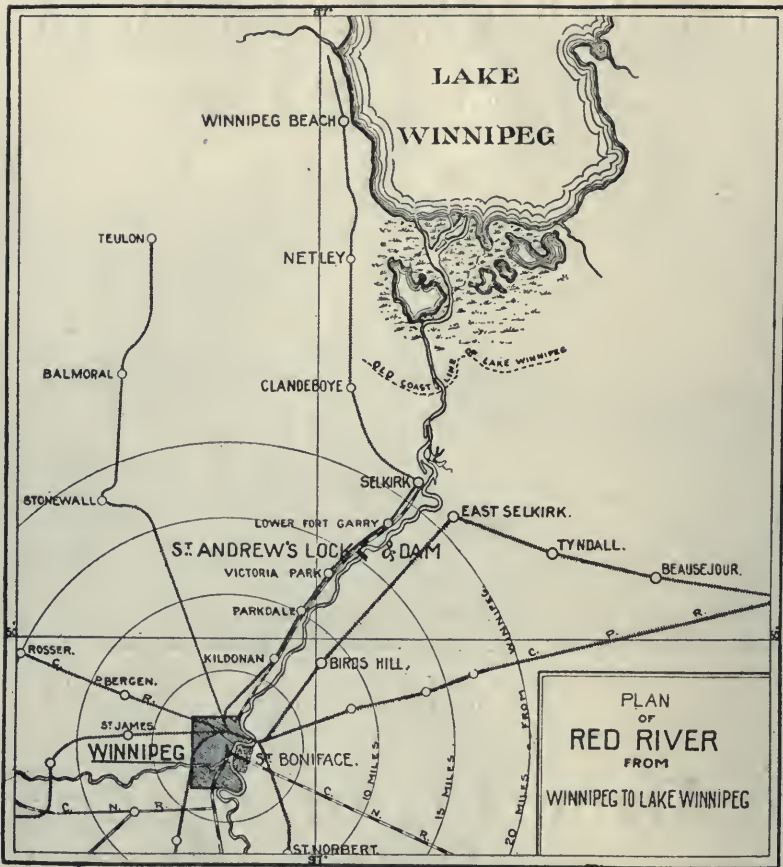 97°
LAKE
WINNIPEG
WINNIPEG BEACH
TEULON
NETLEY
OLD COAST LINE OF LAKE WINNIPEG
BALMORAL
CLANDEBOYE
SELKIRK
STONEWALL
EAST SELKIRK.
LOWER FORT GARRY
ST. ANDREW'S LOCK & DAM
TYNDALL.
VICTORIA PARK
BEAUSEJOUR.
PARKDALE
ROSSER.
KILDONAN
BIRDS HILL,
C. P. R.
C. P. R.
BERGEN.
ST. JAMES.
WINNIPEG
ST. BONIFACE.
10 MILES.
15 MILES.
20 MILES FROM WINNIPEG
C. N. R.
C. N. R.
ST. NORBERT.
97°
PLAN
OF
RED RIVER
FROM
WINNIPEG TO LAKE WINNIPEG